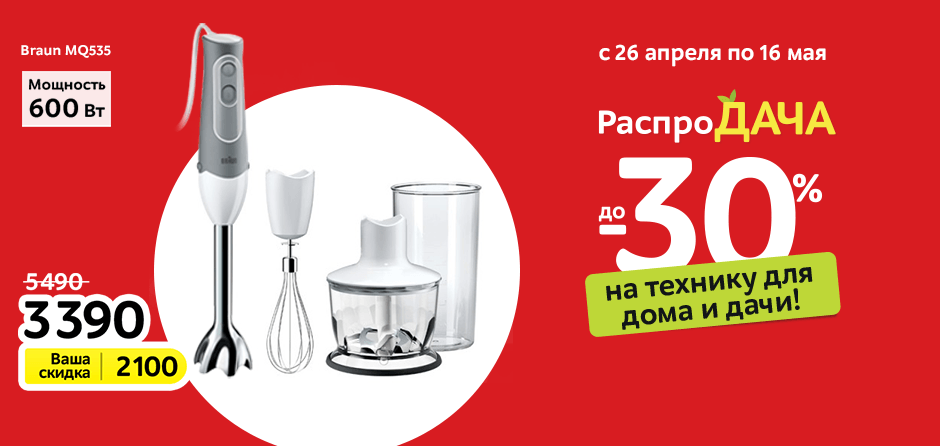 Braun MQ535
Мощность
600 Вт
5 490
3 390
Ваша
скидка
2100
с 26 апреля по 16 мая
РаспроДАЧА
до
-30%
на технику для
дома и дачи!
BRAUN